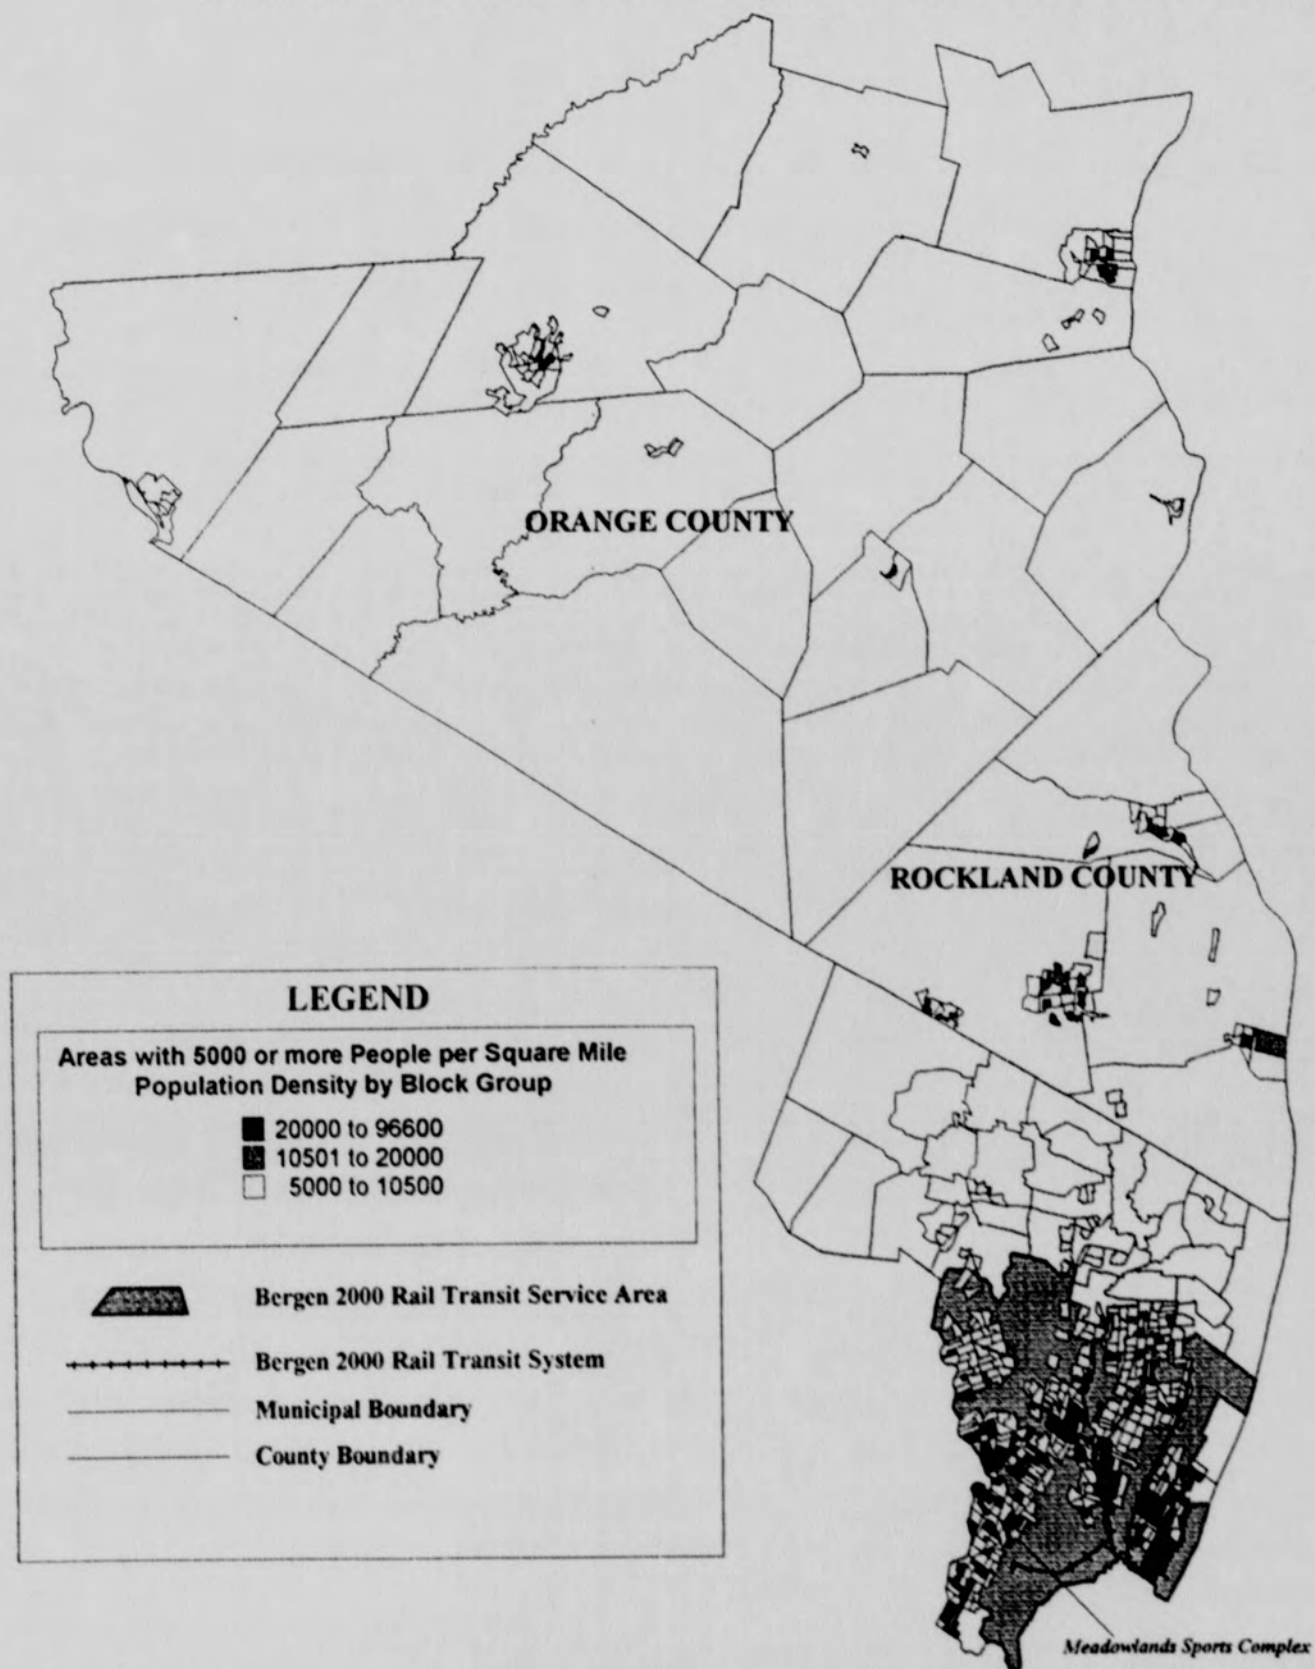 ORANGE COUNTY
ROCKLAND COUNTY
LEGEND
Areas with 5000 or more People per Square Mile
Population Density by Block Group
20000 to 96600
10501 to 20000
5000 to 10500
Bergen 2000 Rail Transit Service Area
Bergen 2000 Rail Transit System
Municipal Boundary
County Boundary
Meadowlands Sports Complex